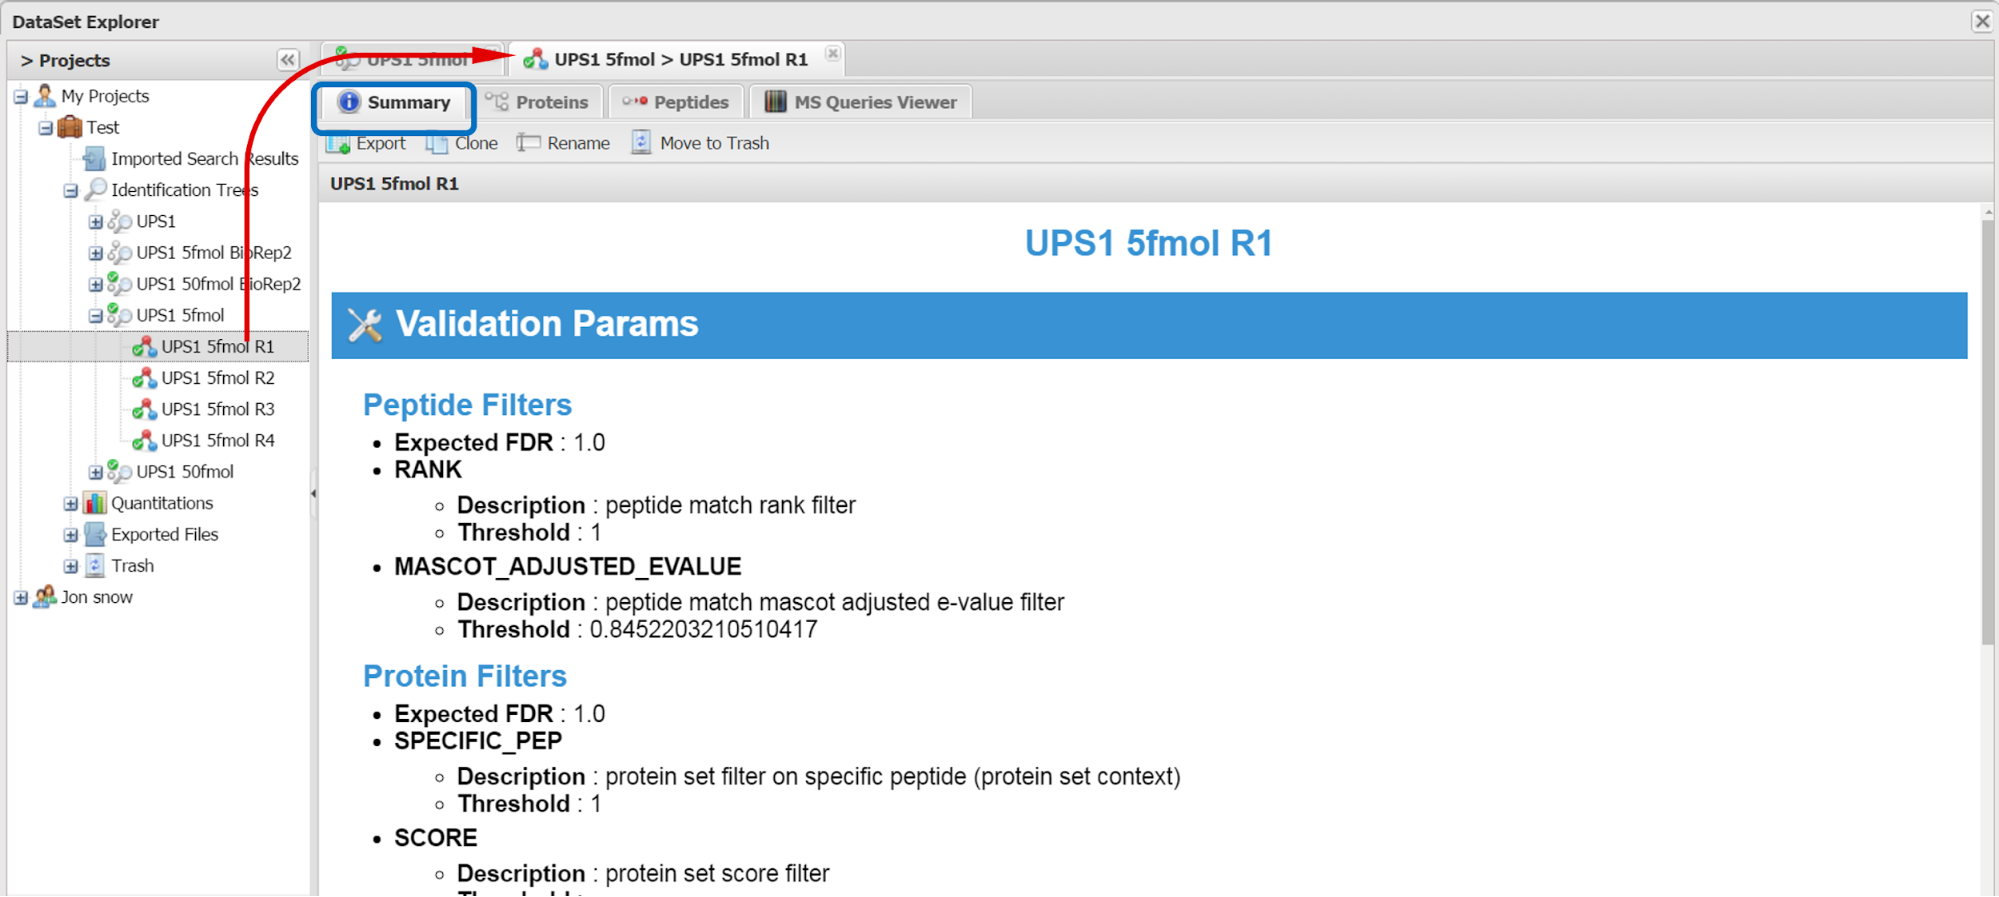 DataSet Explorer
> Projects
My Projects
Test
Imported Search Results
Identification Trees
UPS1
UPS1 5fmol BioRep2
UPS1 50fmol BioRep2
UPS1 5fmol
UPS1 5fmol R1
UPS1 5fmol R2
UPS1 5fmol R3
UPS1 5fmol R4
UPS1 50fmol
Quantitations
Exported Files
Trash
Jon snow
UPS1 5fmol
UPS1 5fmol > UPS1 5fmol R1
Summary
Proteins
Peptides
MS Queries Viewer
Export
Clone
Rename
Move to Trash
UPS1 5fmol R1
UPS1 5fmol R1
Validation Params
Peptide Filters
• Expected FDR : 1.0
• RANK
◦ Description : peptide match rank filter
◦ Threshold : 1
• MASCOT_ADJUSTED_EVALUE
◦ Description : peptide match mascot adjusted e-value filter
◦ Threshold : 0.8452203210510417
Protein Filters
• Expected FDR : 1.0
• SPECIFIC_PEP
◦ Description : protein set filter on specific peptide (protein set context)
◦ Threshold : 1
• SCORE
◦ Description : protein set score filter